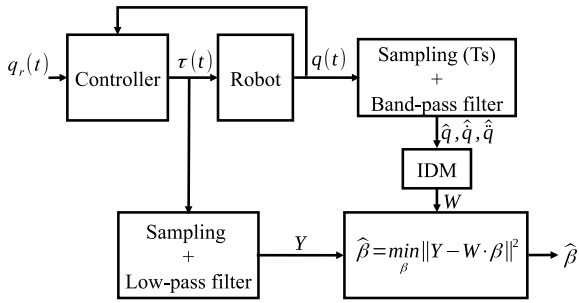 q_r(t)
Controller
τ(t)
Robot
q(t)
Sampling (Ts)
+
Band-pass filter
q̂, q̇̂, q̈̂
IDM
W
Sampling
+
Low-pass filter
Y
β̂ = min_β ||Y − W · β||²
β̂